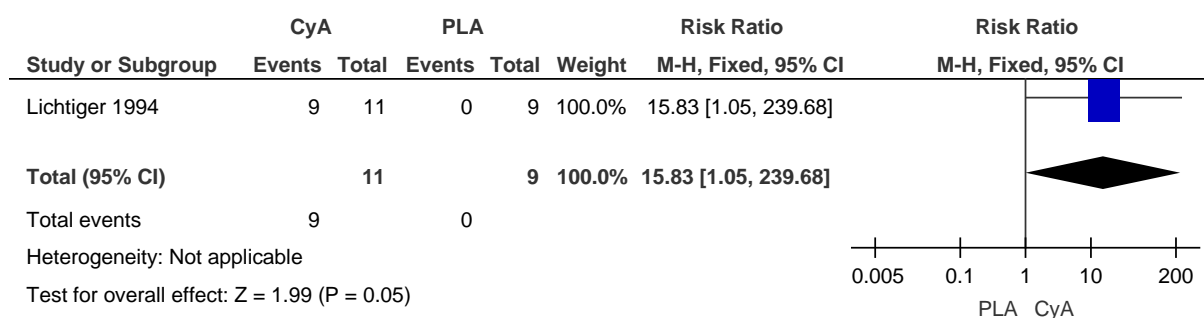 CyA PLA Risk Ratio Risk Ratio
Study or Subgroup Events Total Events Total Weight M-H, Fixed, 95% CI M-H, Fixed, 95% CI
Lichtiger 1994 9 11 0 9 100.0% 15.83 [1.05, 239.68]
Total (95% CI) 11 9 100.0% 15.83 [1.05, 239.68]
Total events 9 0
Heterogeneity: Not applicable
Test for overall effect: Z = 1.99 (P = 0.05)
0.005 0.1 1 10 200
PLA CyA